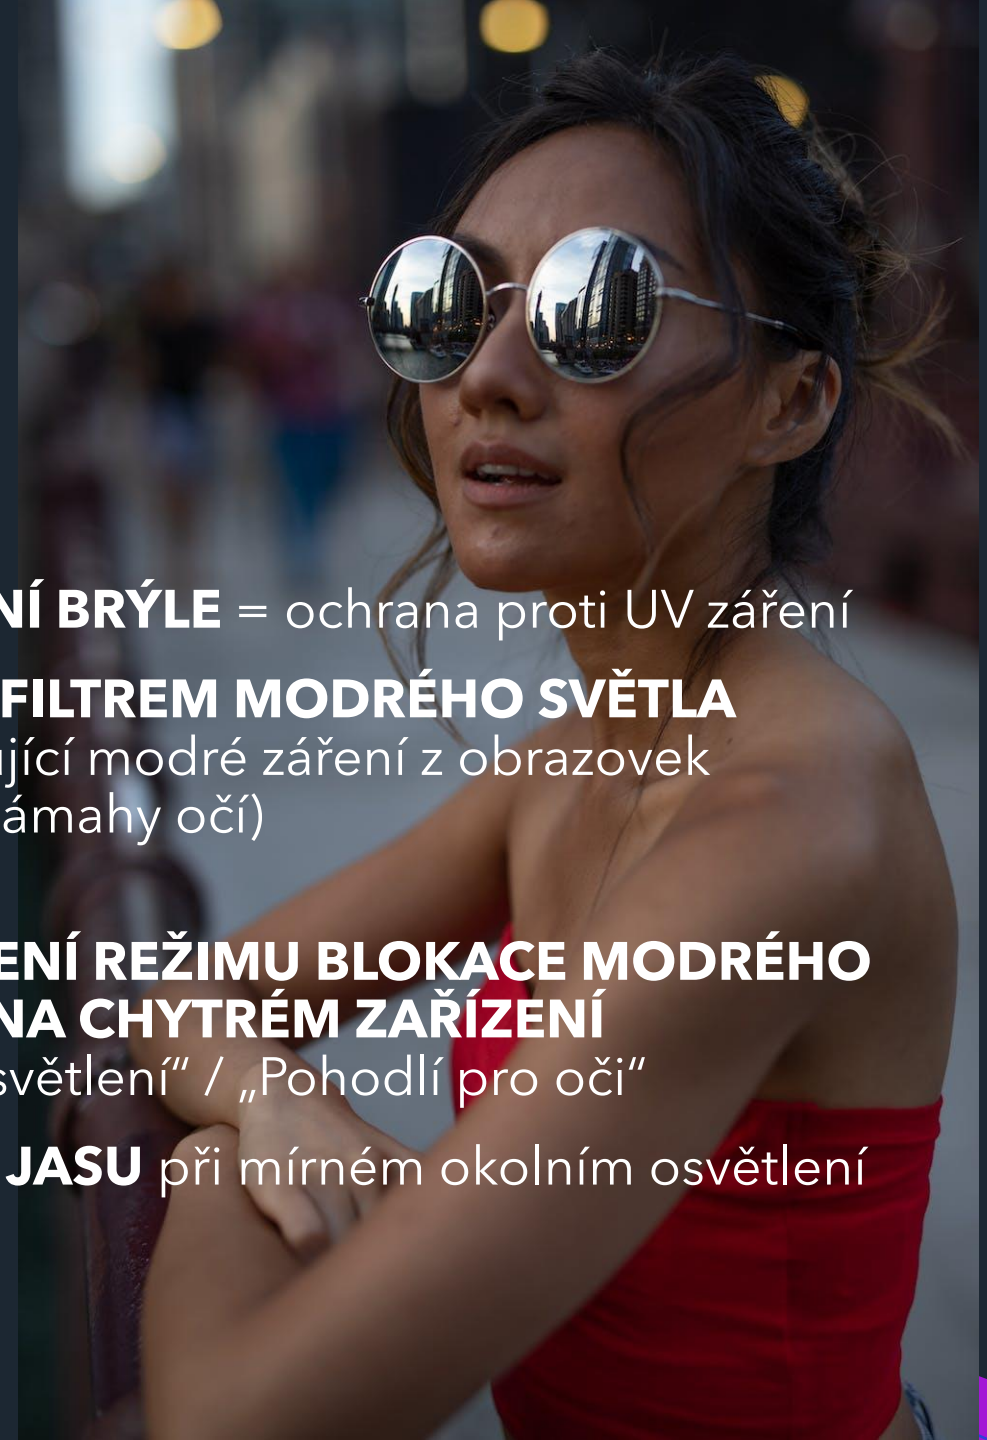 NÍ BRÝLE = ochrana proti UV záření
FILTREM MODRÉHO SVĚTLA
jící modré záření z obrazovek
ámahy očí)
ENÍ REŽIMU BLOKACE MODRÉHO
NA CHYTRÉM ZAŘÍZENÍ
světlení“ / „Pohodlí pro oči“
JASU při mírném okolním osvětlení